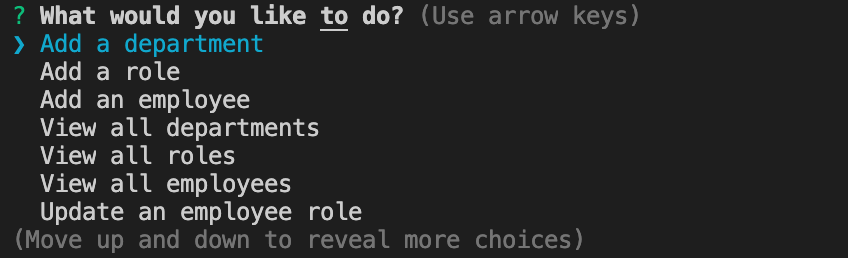 ? What would you like to do? (Use arrow keys)
❯ Add a department
Add a role
Add an employee
View all departments
View all roles
View all employees
Update an employee role
(Move up and down to reveal more choices)